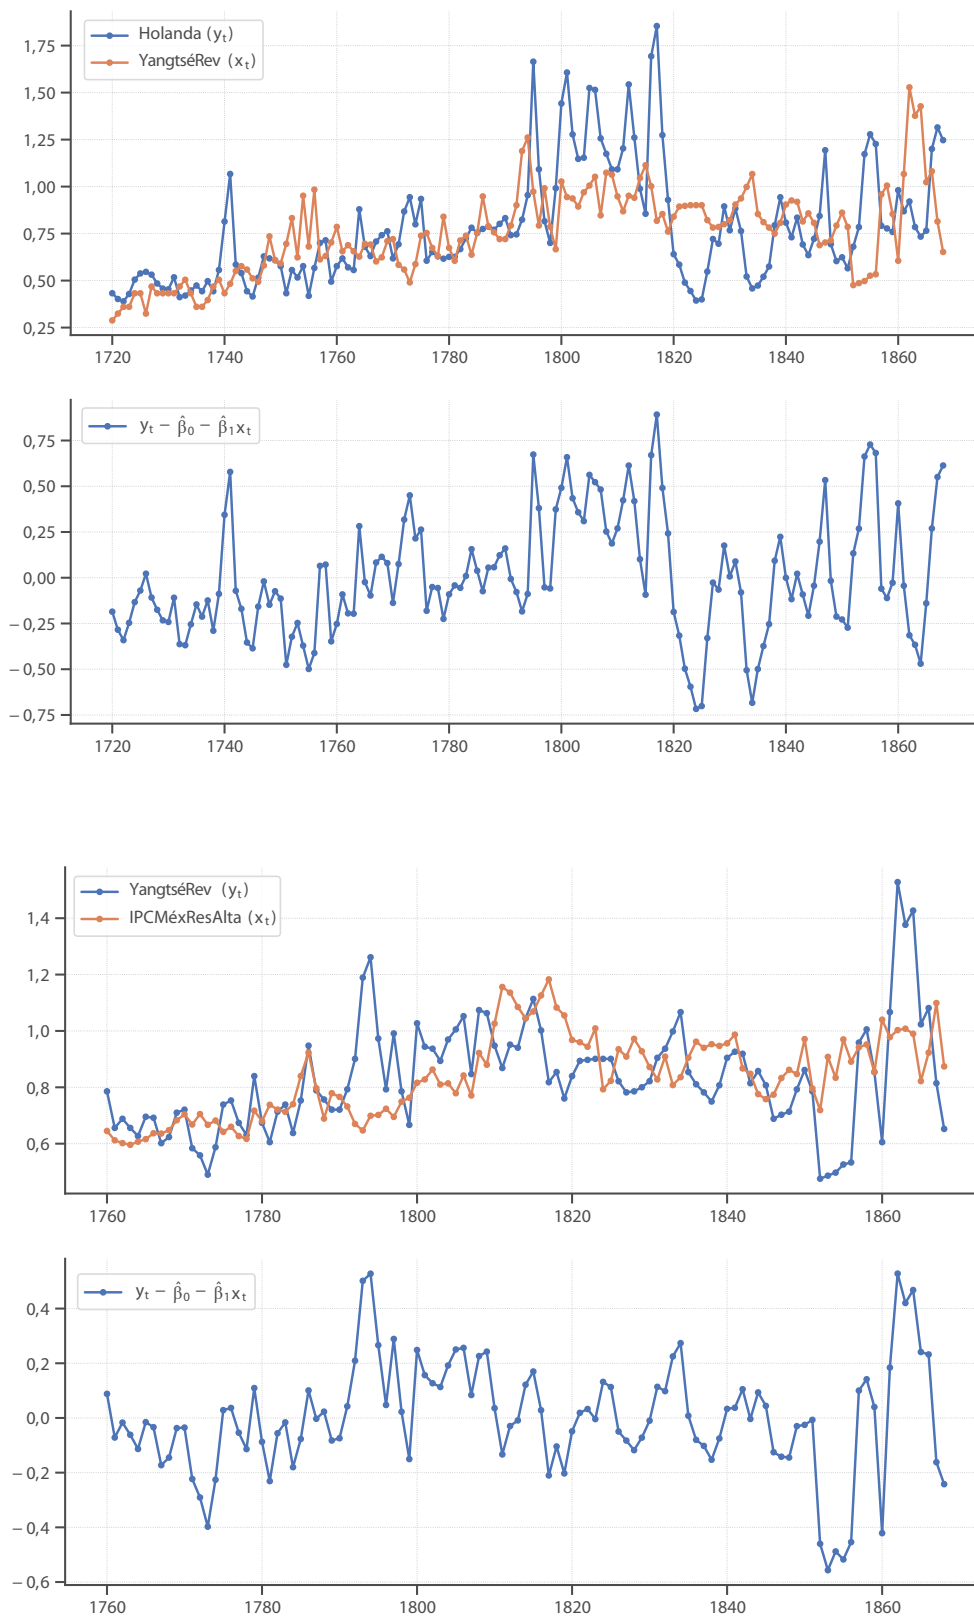 Holanda (yt)
YangtséRev (xt)
1,75
1,50
1,25
1,00
0,75
0,50
0,25
1720 1740 1760 1780 1800 1820 1840 1860
yt − β̂0 − β̂1xt
0,75
0,50
0,25
0,00
−0,25
−0,50
−0,75
1720 1740 1760 1780 1800 1820 1840 1860
YangtséRev (yt)
IPCMéxResAlta (xt)
1,4
1,2
1,0
0,8
0,6
1760 1780 1800 1820 1840 1860
yt − β̂0 − β̂1xt
0,4
0,2
0,0
−0,2
−0,4
−0,6
1760 1780 1800 1820 1840 1860